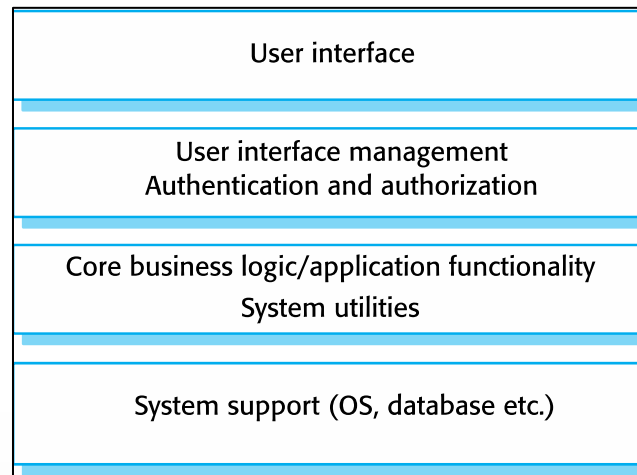 User interface
User interface management
Authentication and authorization
Core business logic/application functionality
System utilities
System support (OS, database etc.)